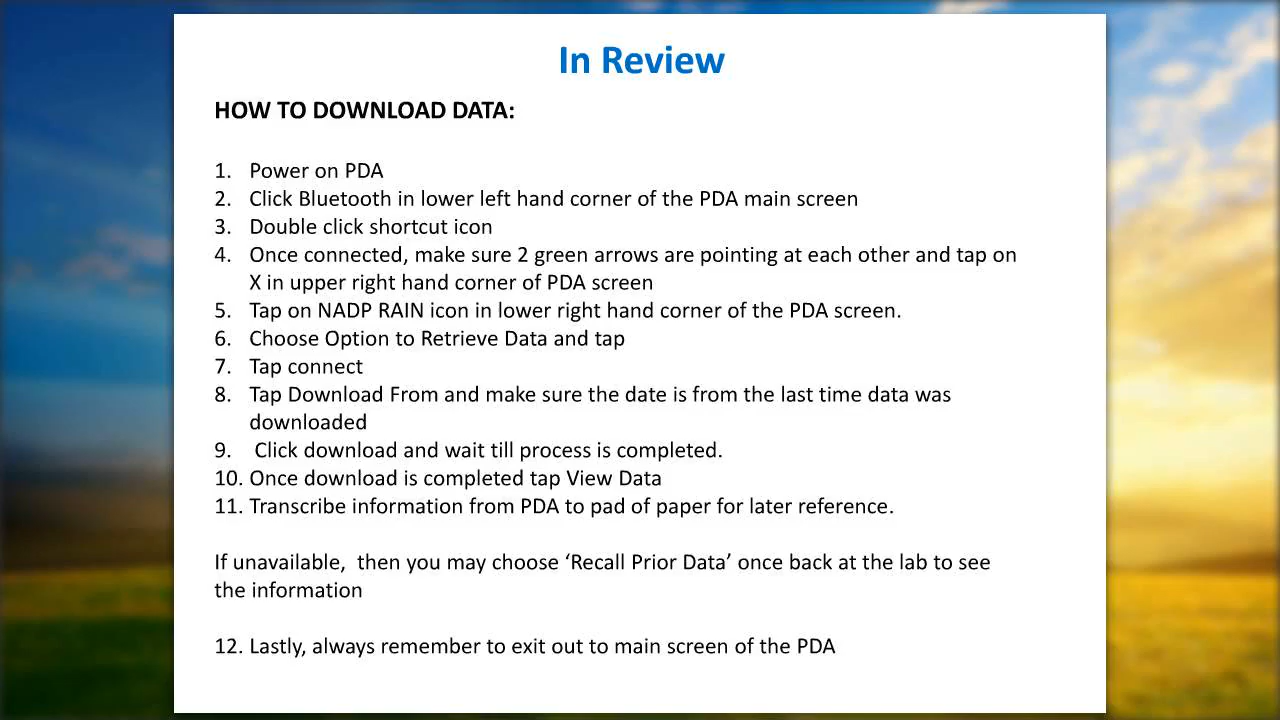 In Review
HOW TO DOWNLOAD DATA:
1. Power on PDA
2. Click Bluetooth in lower left hand corner of the PDA main screen
3. Double click shortcut icon
4. Once connected, make sure 2 green arrows are pointing at each other and tap on
X in upper right hand corner of PDA screen
5. Tap on NADP RAIN icon in lower right hand corner of the PDA screen.
6. Choose Option to Retrieve Data and tap
7. Tap connect
8. Tap Download From and make sure the date is from the last time data was
downloaded
9. Click download and wait till process is completed.
10. Once download is completed tap View Data
11. Transcribe information from PDA to pad of paper for later reference.
If unavailable, then you may choose ‘Recall Prior Data’ once back at the lab to see
the information
12. Lastly, always remember to exit out to main screen of the PDA